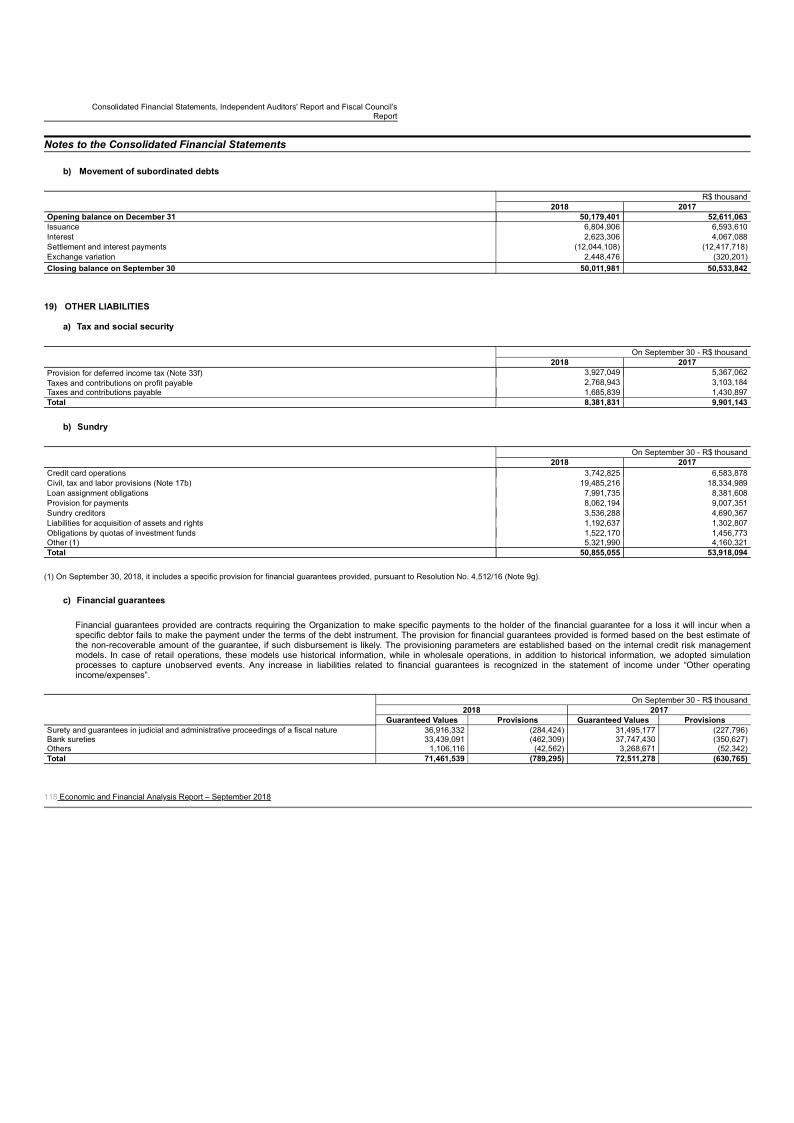 Consolidated Financial Statements, Independent Auditors' Report and Fiscal Council's
Report
Notes to the Consolidated Financial Statements
b) Movement of subordinated debts
R$ thousand
2018 2017
Opening balance on December 31 50,179,401 52,611,063
Issuance 6,804,906 6,593,610
Interest 2,623,306 4,067,088
Settlement and interest payments (12,044,108) (12,417,718)
Exchange variation 2,448,476 (320,201)
Closing balance on September 30 50,011,981 50,533,842
19) OTHER LIABILITIES
a) Tax and social security
On September 30 - R$ thousand
2018 2017
Provision for deferred income tax (Note 33f) 3,927,049 5,367,062
Taxes and contributions on profit payable 2,768,943 3,103,184
Taxes and contributions payable 1,685,839 1,430,897
Total 8,381,831 9,901,143
b) Sundry
On September 30 - R$ thousand
2018 2017
Credit card operations 3,742,825 6,583,878
Civil, tax and labor provisions (Note 17b) 19,485,216 18,334,989
Loan assignment obligations 7,991,735 8,381,608
Provision for payments 8,062,194 9,007,351
Sundry creditors 3,536,288 4,690,367
Liabilities for acquisition of assets and rights 1,192,637 1,302,807
Obligations by quotas of investment funds 1,522,170 1,456,773
Other (1) 5,321,990 4,160,321
Total 50,855,055 53,918,094
(1) On September 30, 2018, it includes a specific provision for financial guarantees provided, pursuant to Resolution No. 4,512/16 (Note 9g).
c) Financial guarantees
Financial guarantees provided are contracts requiring the Organization to make specific payments to the holder of the financial guarantee for a loss it will incur when a
specific debtor fails to make the payment under the terms of the debt instrument. The provision for financial guarantees provided is formed based on the best estimate of
the non-recoverable amount of the guarantee, if such disbursement is likely. The provisioning parameters are established based on the internal credit risk management
models. In case of retail operations, these models use historical information, while in wholesale operations, in addition to historical information, we adopted simulation
processes to capture unobserved events. Any increase in liabilities related to financial guarantees is recognized in the statement of income under “Other operating
income/expenses”.
On September 30 - R$ thousand
2018 2017
Guaranteed Values Provisions Guaranteed Values Provisions
Surety and guarantees in judicial and administrative proceedings of a fiscal nature 36,916,332 (284,424) 31,495,177 (227,796)
Bank sureties 33,439,091 (462,309) 37,747,430 (350,627)
Others 1,106,116 (42,562) 3,268,671 (52,342)
Total 71,461,539 (789,295) 72,511,278 (630,765)
118 Economic and Financial Analysis Report – September 2018